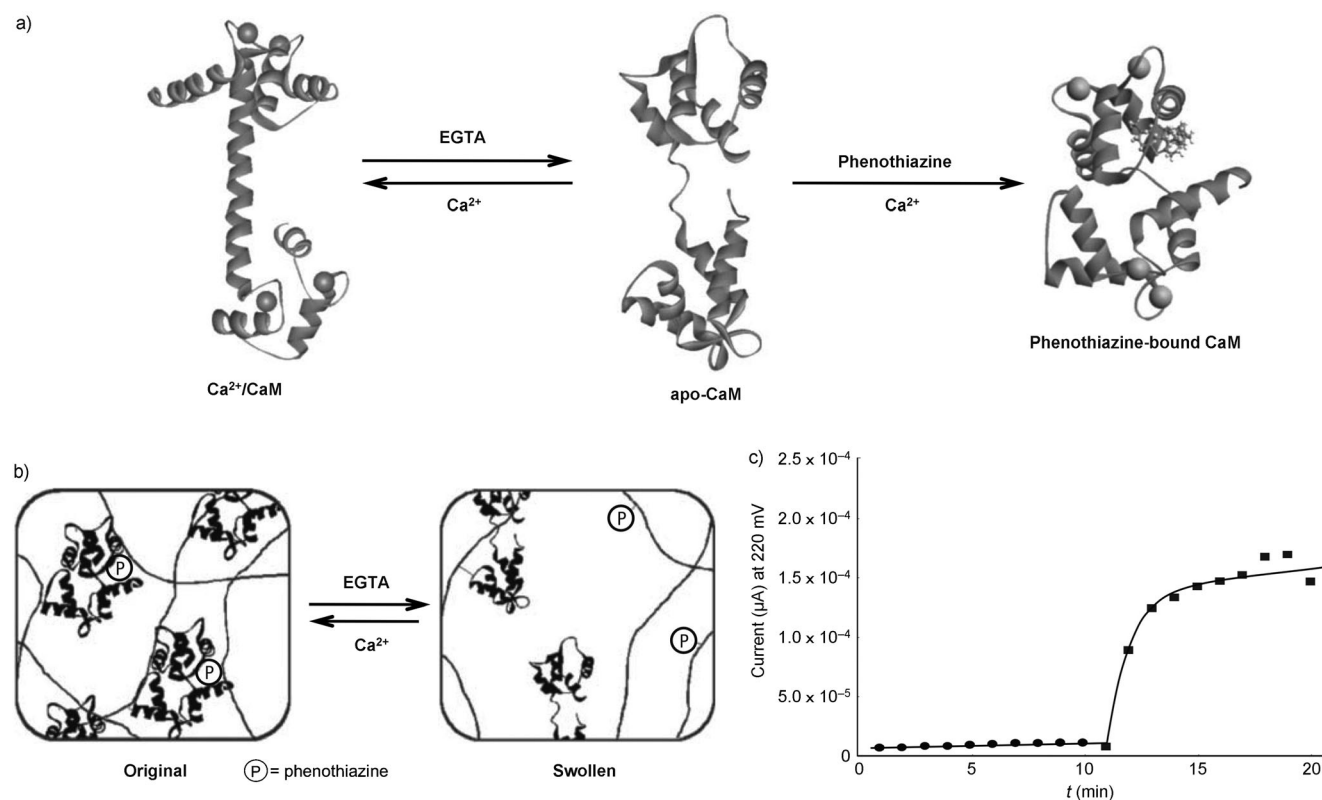 a)
EGTA
Ca²⁺
Phenothiazine
Ca²⁺
Ca²⁺/CaM
apo-CaM
Phenothiazine-bound CaM
b)
P
P
EGTA
Ca²⁺
P
P
Original
P = phenothiazine
Swollen
c)
Current (µA) at 220 mV
2.5 x 10⁻⁴
2.0 x 10⁻⁴
1.5 x 10⁻⁴
1.0 x 10⁻⁴
5.0 x 10⁻⁵
0
0 5 10 15 20
t (min)